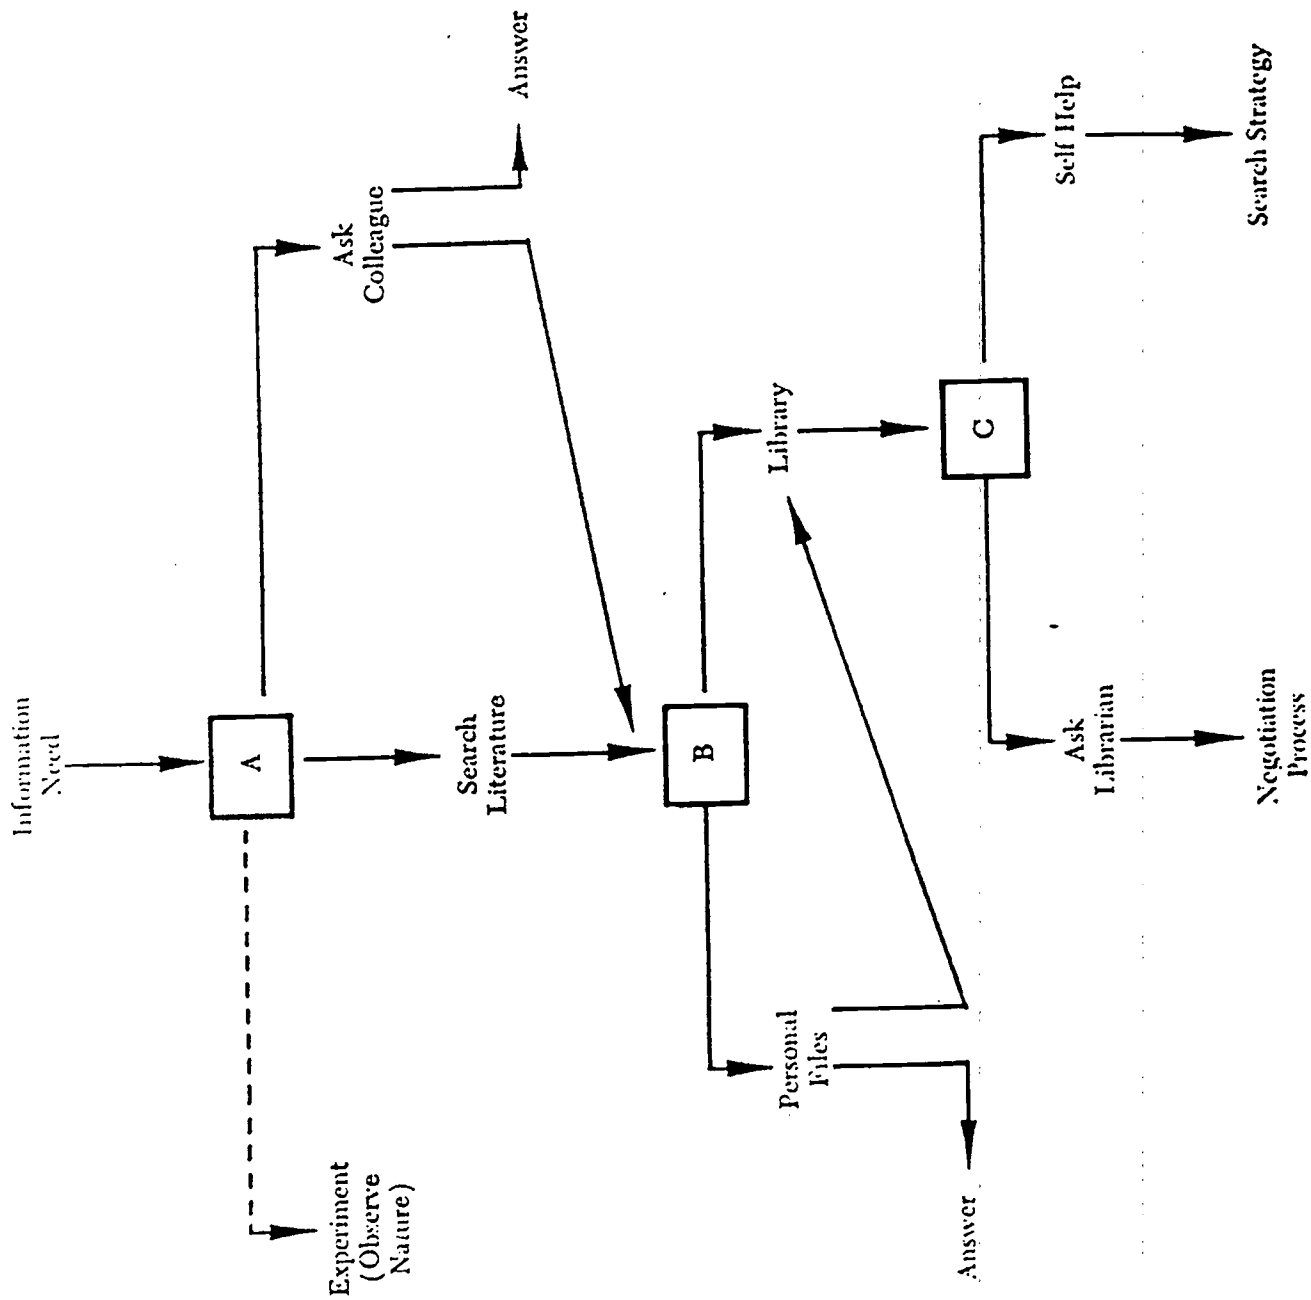 Information
Need
A
Experiment
(Observe
Nature)
Search
Literature
Ask
Colleague
Answer
B
Personal
Files
Library
Answer
C
Ask
Librarian
Self Help
Negotiation
Process
Search Strategy